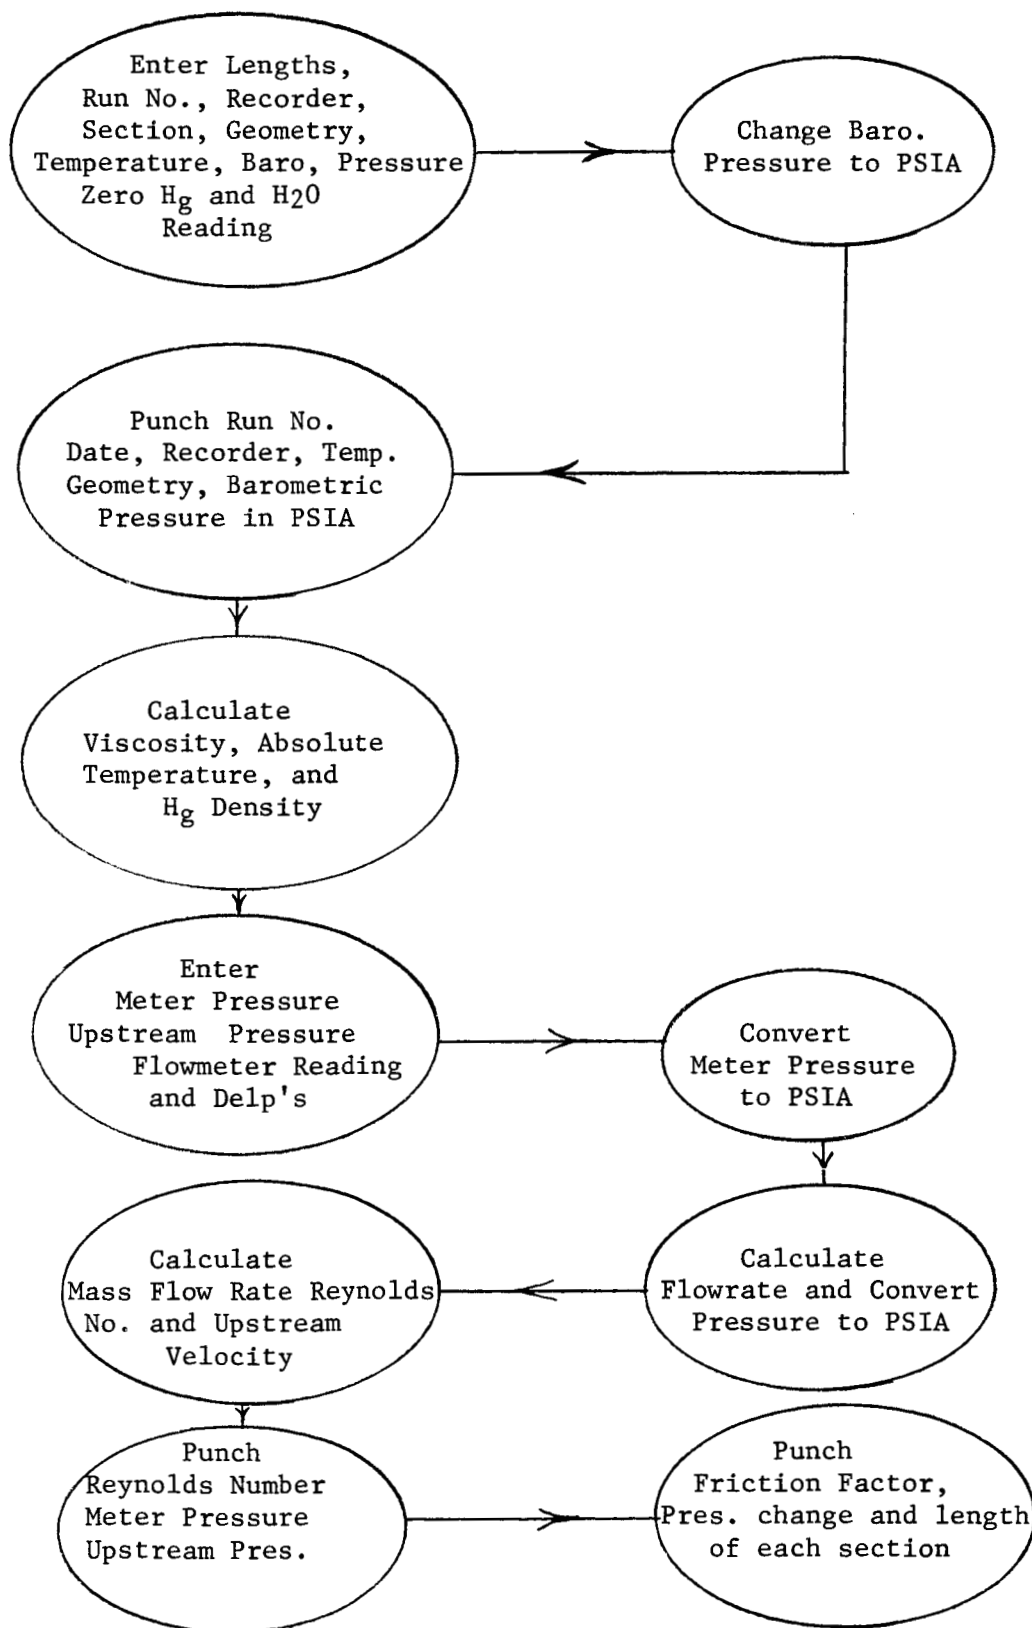 Enter Lengths,
Run No., Recorder,
Section, Geometry,
Temperature, Baro, Pressure
Zero Hg and H2O
Reading
Change Baro.
Pressure to PSIA
Punch Run No.
Date, Recorder, Temp.
Geometry, Barometric
Pressure in PSIA
Calculate
Viscosity, Absolute
Temperature, and
Hg Density
Enter
Meter Pressure
Upstream Pressure
Flowmeter Reading
and Delp's
Convert
Meter Pressure
to PSIA
Calculate
Flowrate and Convert
Pressure to PSIA
Calculate
Mass Flow Rate Reynolds
No. and Upstream
Velocity
Punch
Reynolds Number
Meter Pressure
Upstream Pres.
Punch
Friction Factor,
Pres. change and length
of each section